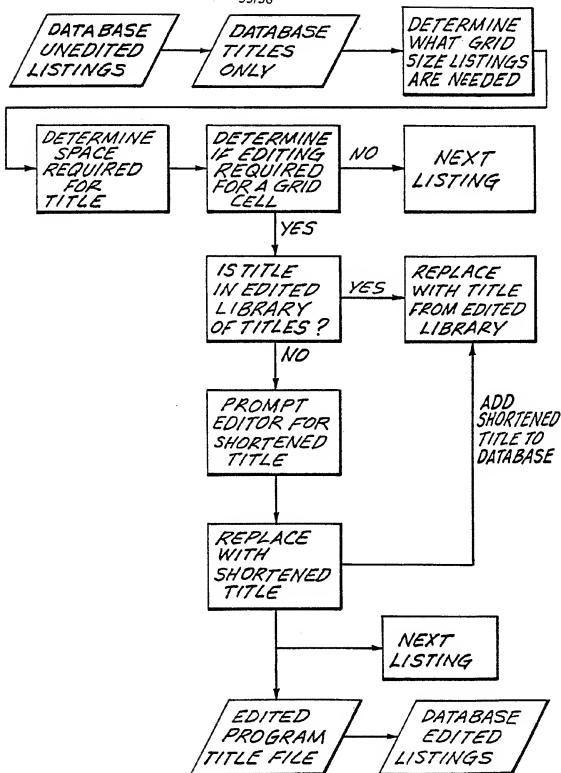 DATABASE
UNEDITED
LISTINGS
DATABASE
TITLES
ONLY
DETERMINE
WHAT GRID
SIZE LISTINGS
ARE NEEDED
DETERMINE
SPACE
REQUIRED
FOR
TITLE
DETERMINE
IF EDITING
REQUIRED
FOR A GRID
CELL
NO
NEXT
LISTING
YES
IS TITLE
IN EDITED
LIBRARY
OF TITLES?
YES
REPLACE
WITH TITLE
FROM EDITED
LIBRARY
NO
PROMPT
EDITOR FOR
SHORTENED
TITLE
ADD
SHORTENED
TITLE TO
DATABASE
REPLACE
WITH
SHORTENED
TITLE
NEXT
LISTING
EDITED
PROGRAM
TITLE FILE
DATABASE
EDITED
LISTINGS